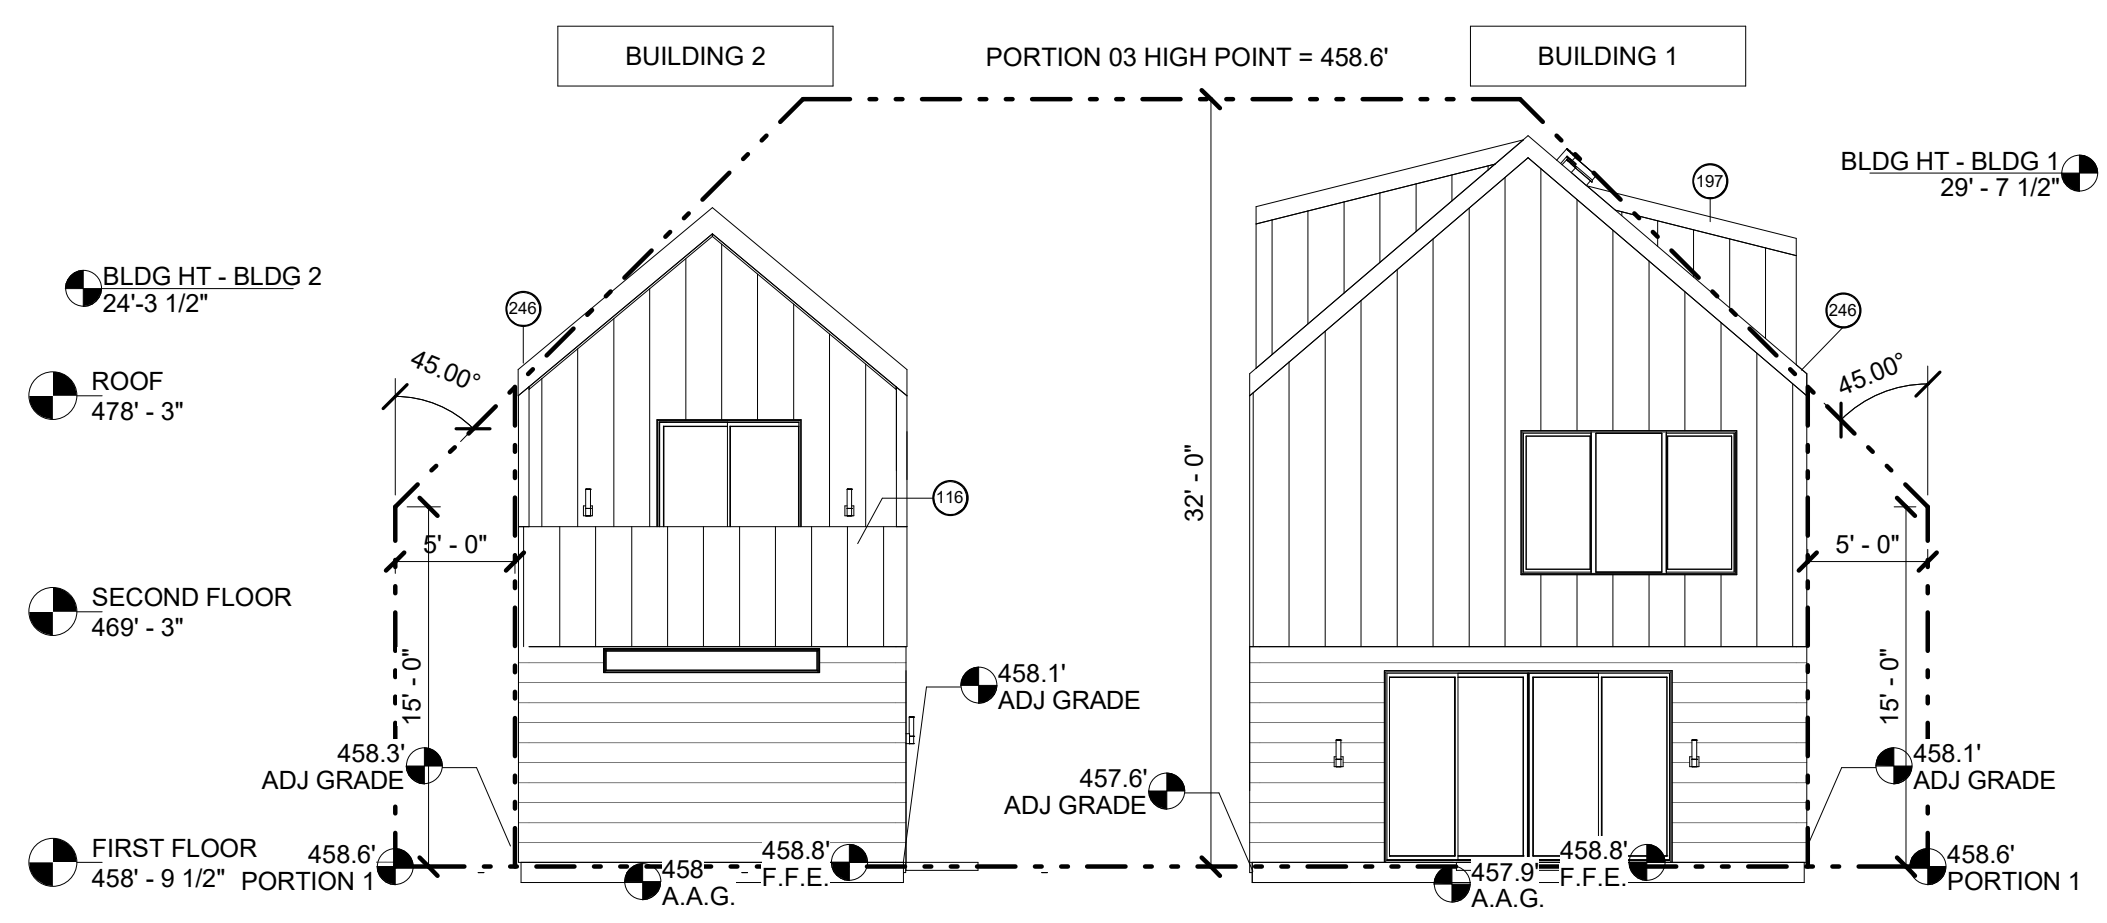 BUILDING 2
PORTION 03 HIGH POINT = 458.6'
BUILDING 1
BLDG HT - BLDG 1
29' - 7 1/2"
197
BLDG HT - BLDG 2
24'-3 1/2"
246
246
45.00°
45.00°
ROOF
478' - 3"
32' - 0"
116
5' - 0"
5' - 0"
SECOND FLOOR
469' - 3"
15' - 0"
15' - 0"
458.1'
ADJ GRADE
458.3'
ADJ GRADE
457.6'
ADJ GRADE
458.1'
ADJ GRADE
FIRST FLOOR
458' - 9 1/2"
458.6'
PORTION 1
458'
A.A.G.
458.8'
F.F.E.
457.9'
A.A.G.
458.8'
F.F.E.
458.6'
PORTION 1